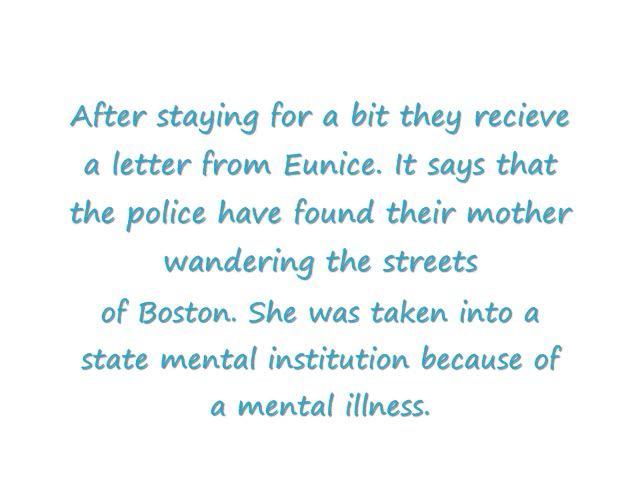 After staying for a bit they recieve
a letter from Eunice. It says that
the police have found their mother
wandering the streets
of Boston. She was taken into a
state mental institution because of
a mental illness.